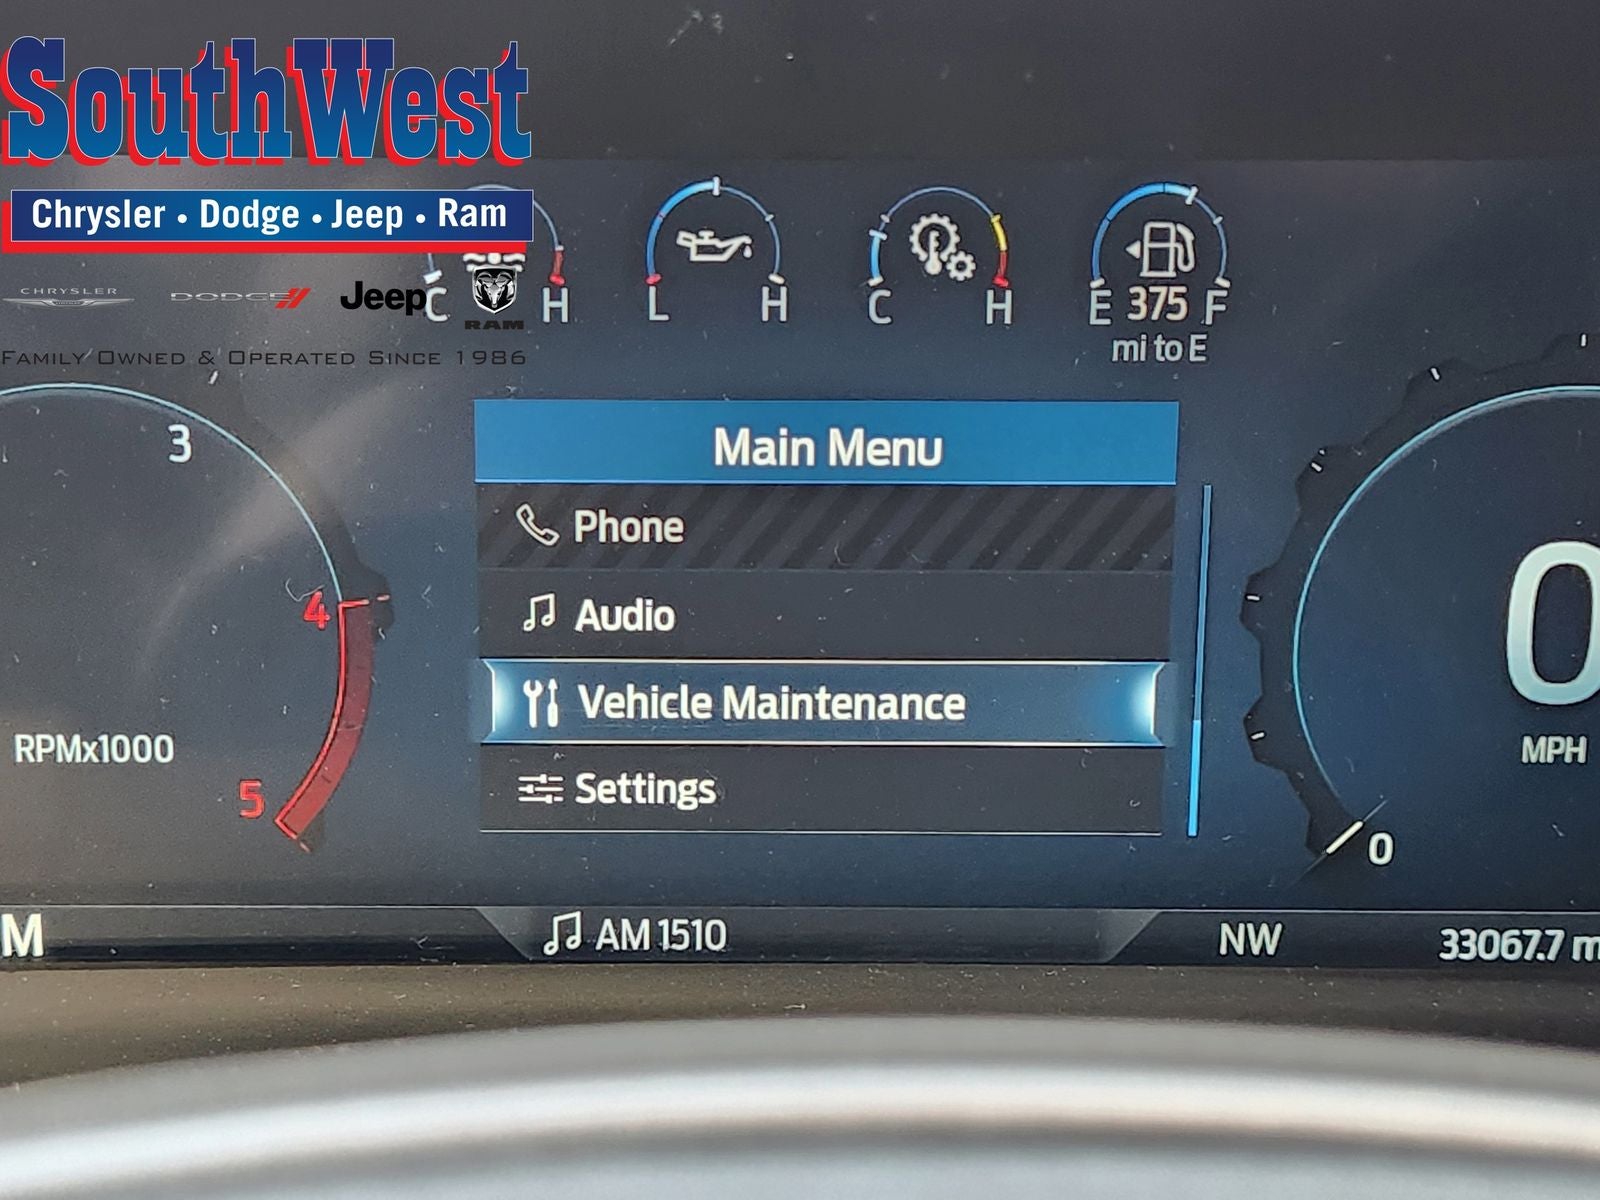 SouthWest
Chrysler • Dodge • Jeep • Ram
CHRYSLER DODGE Jeep RAM
FAMILY OWNED & OPERATED SINCE 1986
C H L H C H E 375 F
mi to E
3
4
5
RPMx1000
Main Menu
Phone
Audio
Vehicle Maintenance
Settings
0
MPH
0
M
AM 1510
NW
33067.7 m